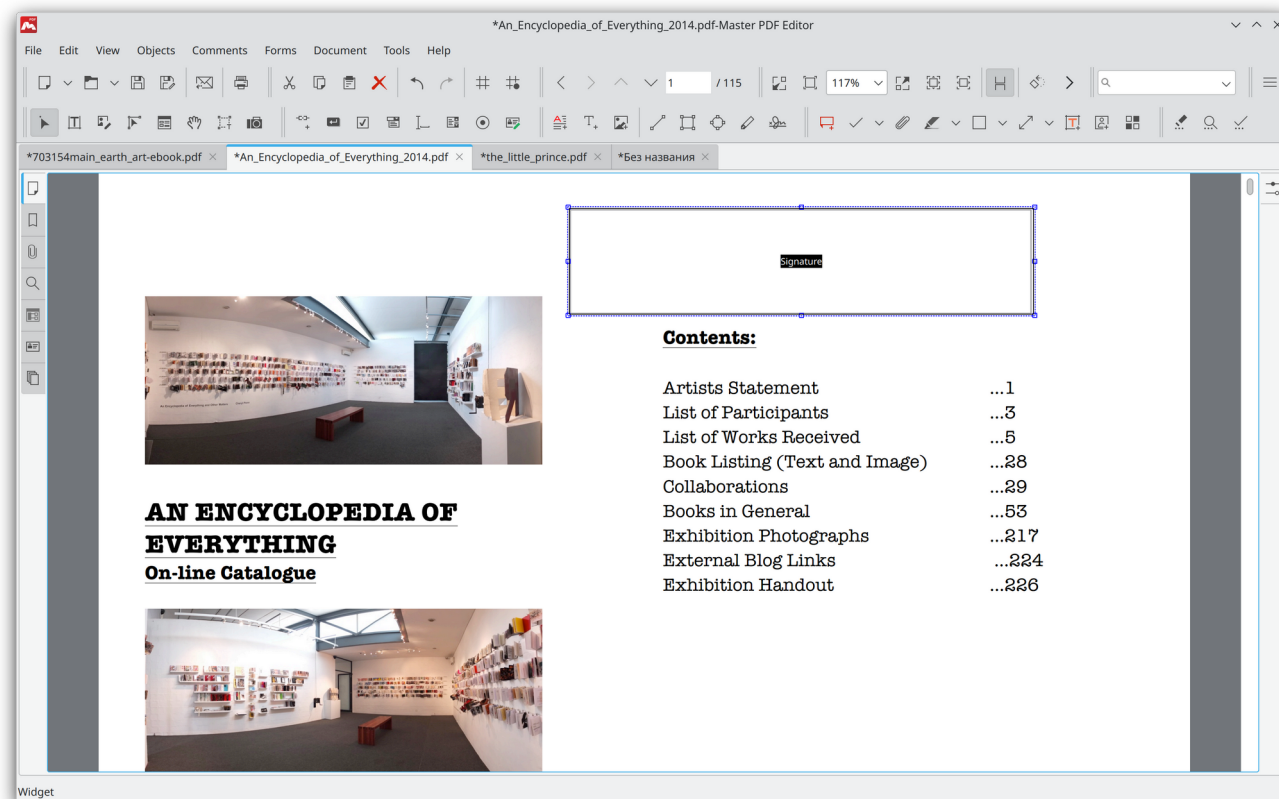 *An_Encyclopedia_of_Everything_2014.pdf-Master PDF Editor
File Edit View Objects Comments Forms Document Tools Help
1 / 115 117%
*703154main_earth_art-ebook.pdf *An_Encyclopedia_of_Everything_2014.pdf *the_little_prince.pdf *Без названия
Signature
AN ENCYCLOPEDIA OF
EVERYTHING
On-line Catalogue
Contents:
Artists Statement ...1
List of Participants ...3
List of Works Received ...5
Book Listing (Text and Image) ...28
Collaborations ...29
Books in General ...53
Exhibition Photographs ...217
External Blog Links ...224
Exhibition Handout ...226
Widget